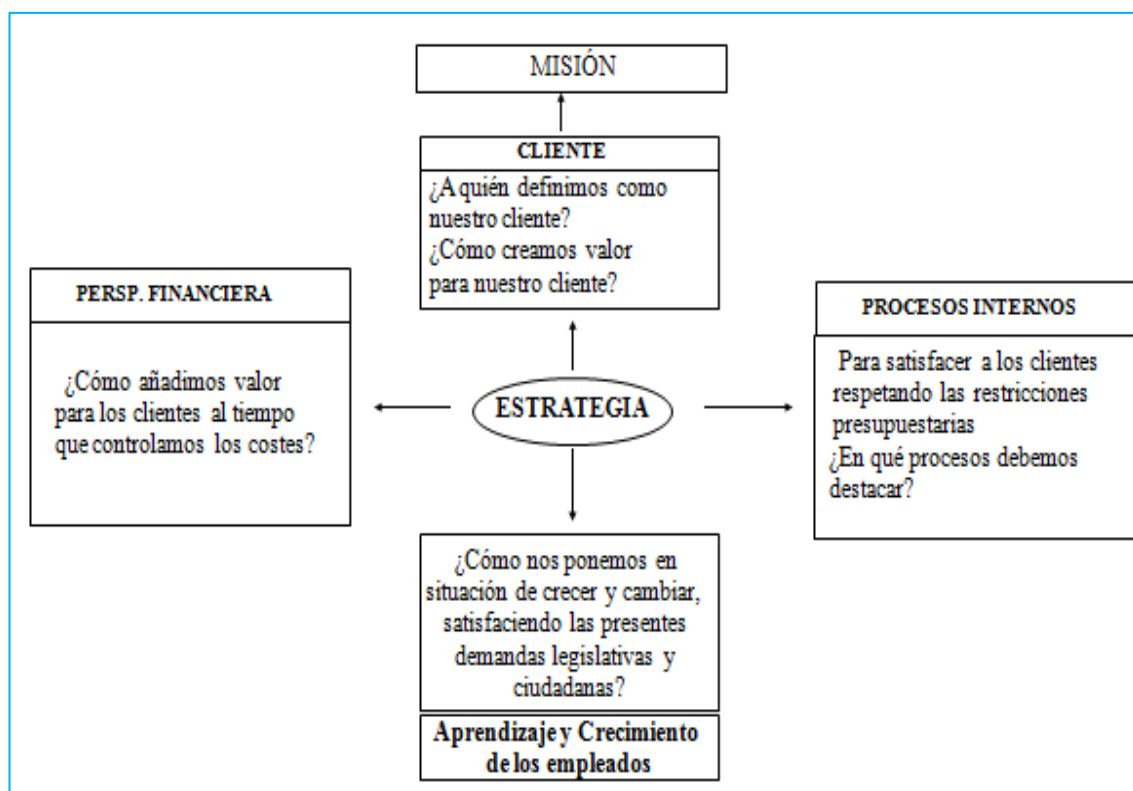 MISIÓN
CLIENTE
¿A quién definimos como
nuestro cliente?
¿Cómo creamos valor
para nuestro cliente?
PERSP. FINANCIERA
¿Cómo añadimos valor
para los clientes al tiempo
que controlamos los costes?
ESTRATEGIA
PROCESOS INTERNOS
Para satisfacer a los clientes
respetando las restricciones
presupuestarias
¿En qué procesos debemos
destacar?
¿Cómo nos ponemos en
situación de crecer y cambiar,
satisfaciendo las presentes
demandas legislativas y
ciudadanas?
Aprendizaje y Crecimiento
de los empleados